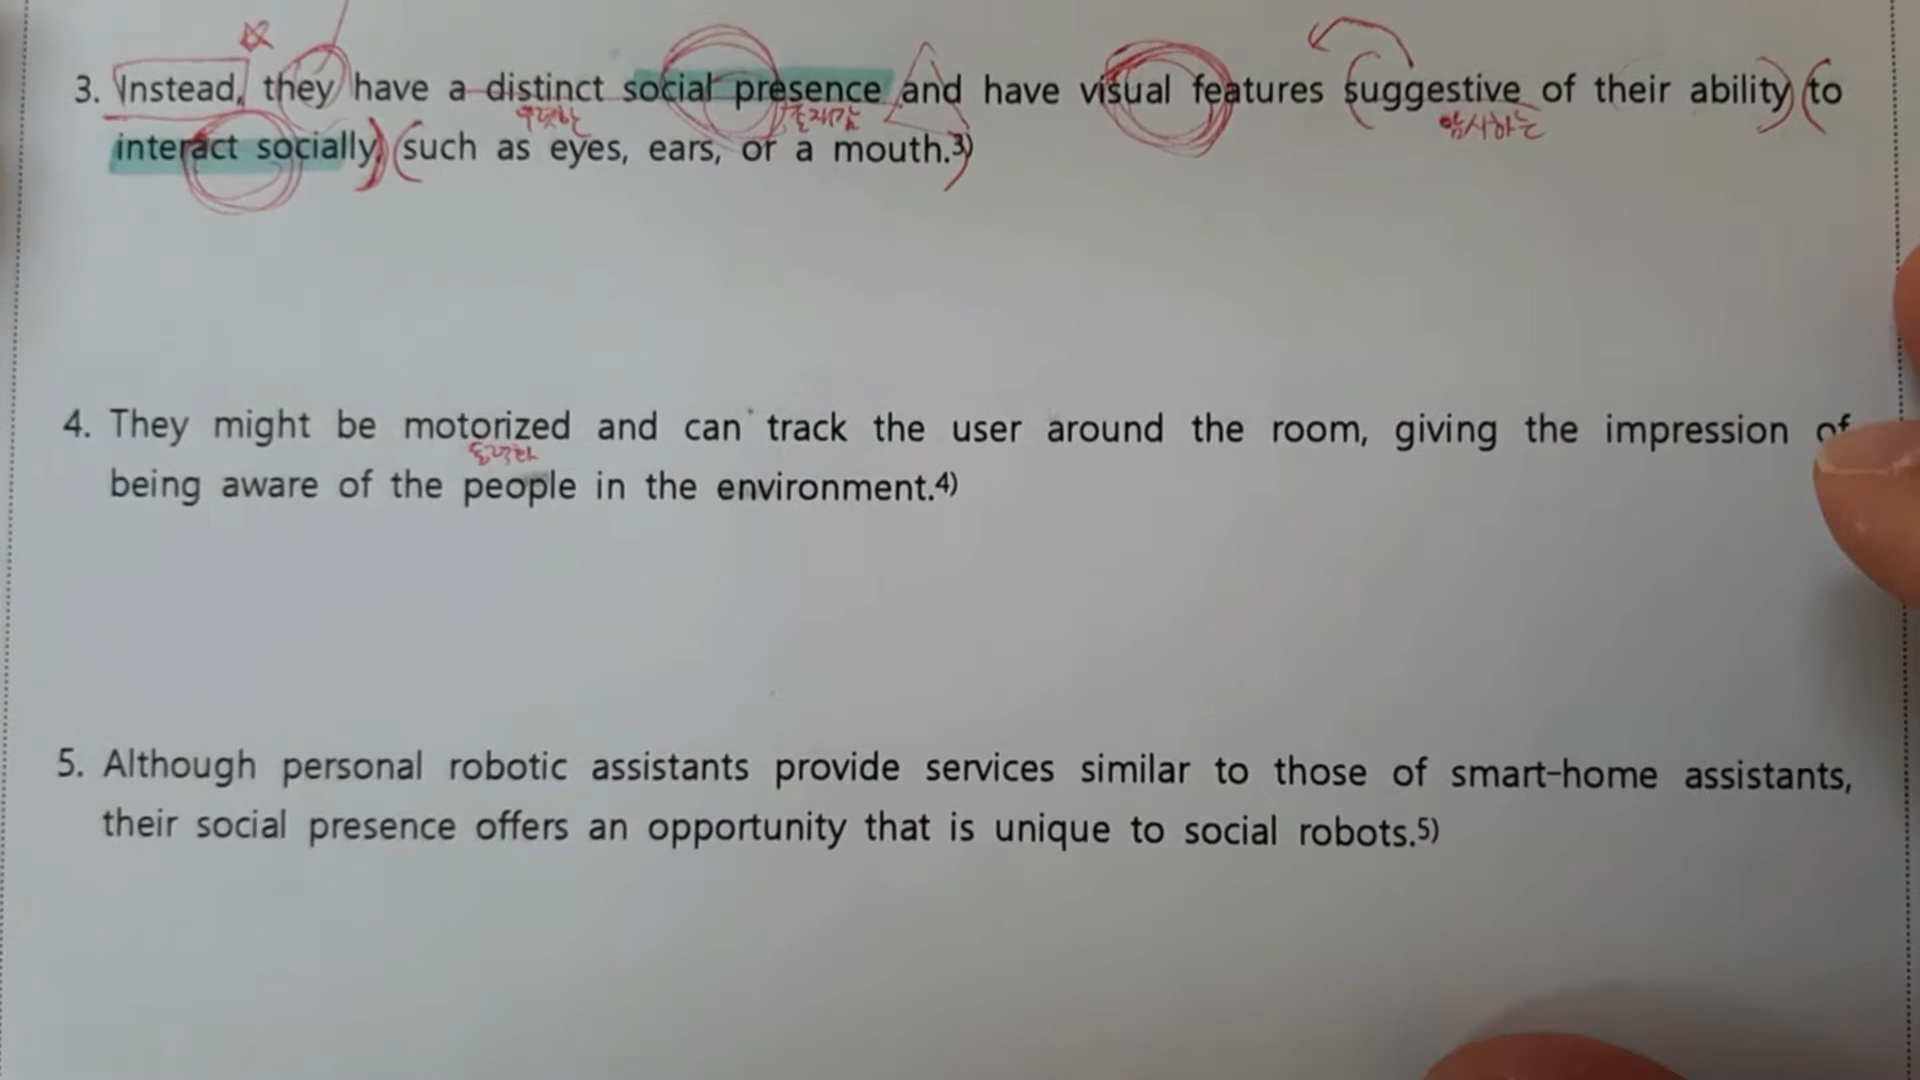 3. Instead, they have a distinct social presence and have visual features suggestive of their ability to
뚜렷한 존재감 암시하는
interact socially, such as eyes, ears, or a mouth.3)
4. They might be motorized and can track the user around the room, giving the impression of
being aware of the people in the environment.4)
5. Although personal robotic assistants provide services similar to those of smart-home assistants,
their social presence offers an opportunity that is unique to social robots.5)